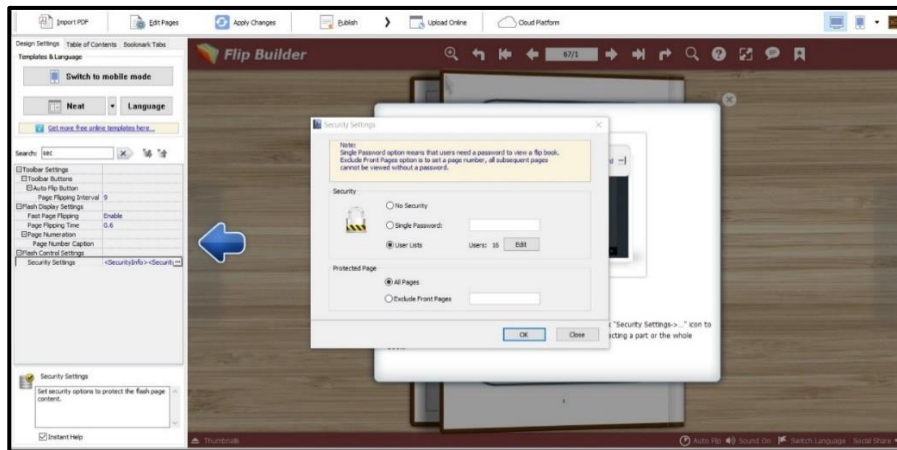 Import PDF
Edit Pages
Apply Changes
Publish
Upload Online
Cloud Platform
Design Settings
Table of Contents
Bookmark Tabs
Templates & Language
Switch to mobile mode
Neat
Language
Get more free online templates here...
Search: sec
Toolbar Settings
Toolbar Buttons
Auto Flip Button
Page Flipping Interval 9
Flash Display Settings
Fast Page Flipping Enable
Page Flipping Time 0.6
Page Numeration
Page Number Caption
Flash Control Settings
Security Settings <SecurityInfo><Securit
Security Settings
Set security options to protect the flash page
content.
Instant Help
Flip Builder
67/1
Security Settings
Note:
Single Password option means that users need a password to view a flip book.
Exclude Front Pages option is to set a page number, all subsequent pages
cannot be viewed without a password.
Security
No Security
Single Password:
User Lists
Users: 16
Edit
Protected Page
All Pages
Exclude Front Pages
OK
Close
"Security Settings->..." icon to
cting a part or the whole
Thumbnails
Auto Flip
Sound On
Switch Language
Social Share